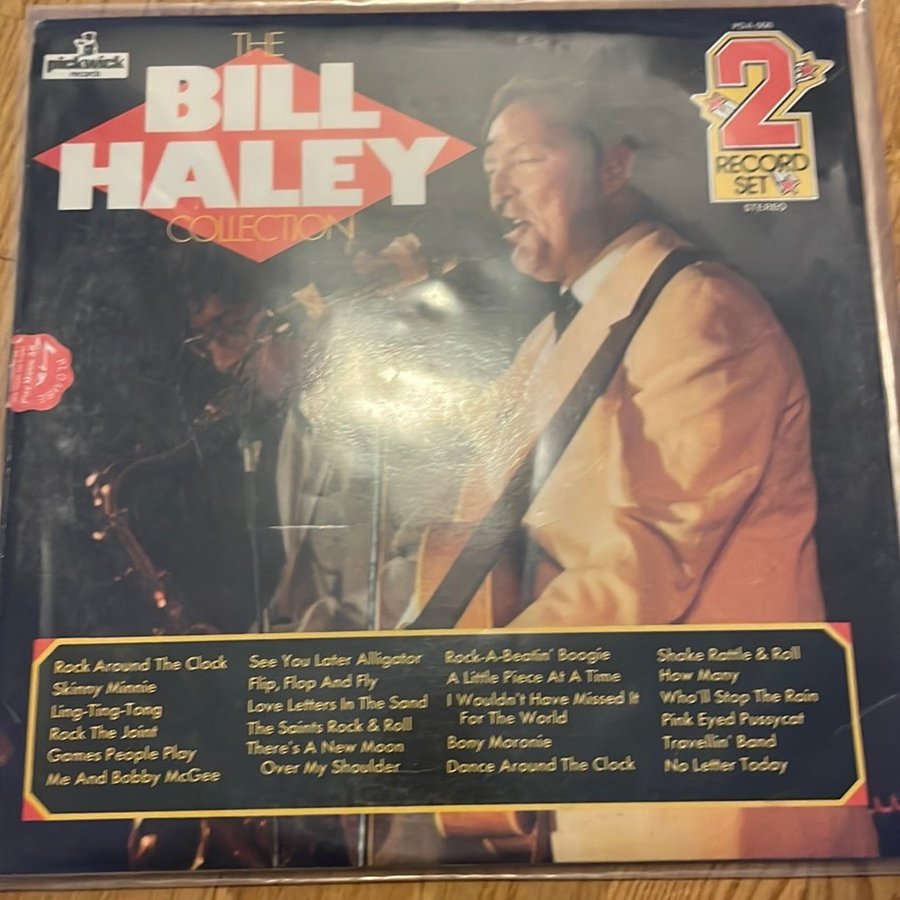 pickwick
records
THE
BILL
HALEY
COLLECTION
2
RECORD
SET
STEREO
Rock Around The Clock
Skinny Minnie
Ling-Ting-Tong
Rock The Joint
Games People Play
Me And Bobby McGee
See You Later Alligator
Flip, Flop And Fly
Love Letters In The Sand
The Saints Rock & Roll
There's A New Moon
Over My Shoulder
Rock-A-Beatin' Boogie
A Little Piece At A Time
I Wouldn't Have Missed It
For The World
Bony Moronie
Dance Around The Clock
Shake Rattle & Roll
How Many
Who'll Stop The Rain
Pink Eyed Pussycat
Travellin' Band
No Letter Today